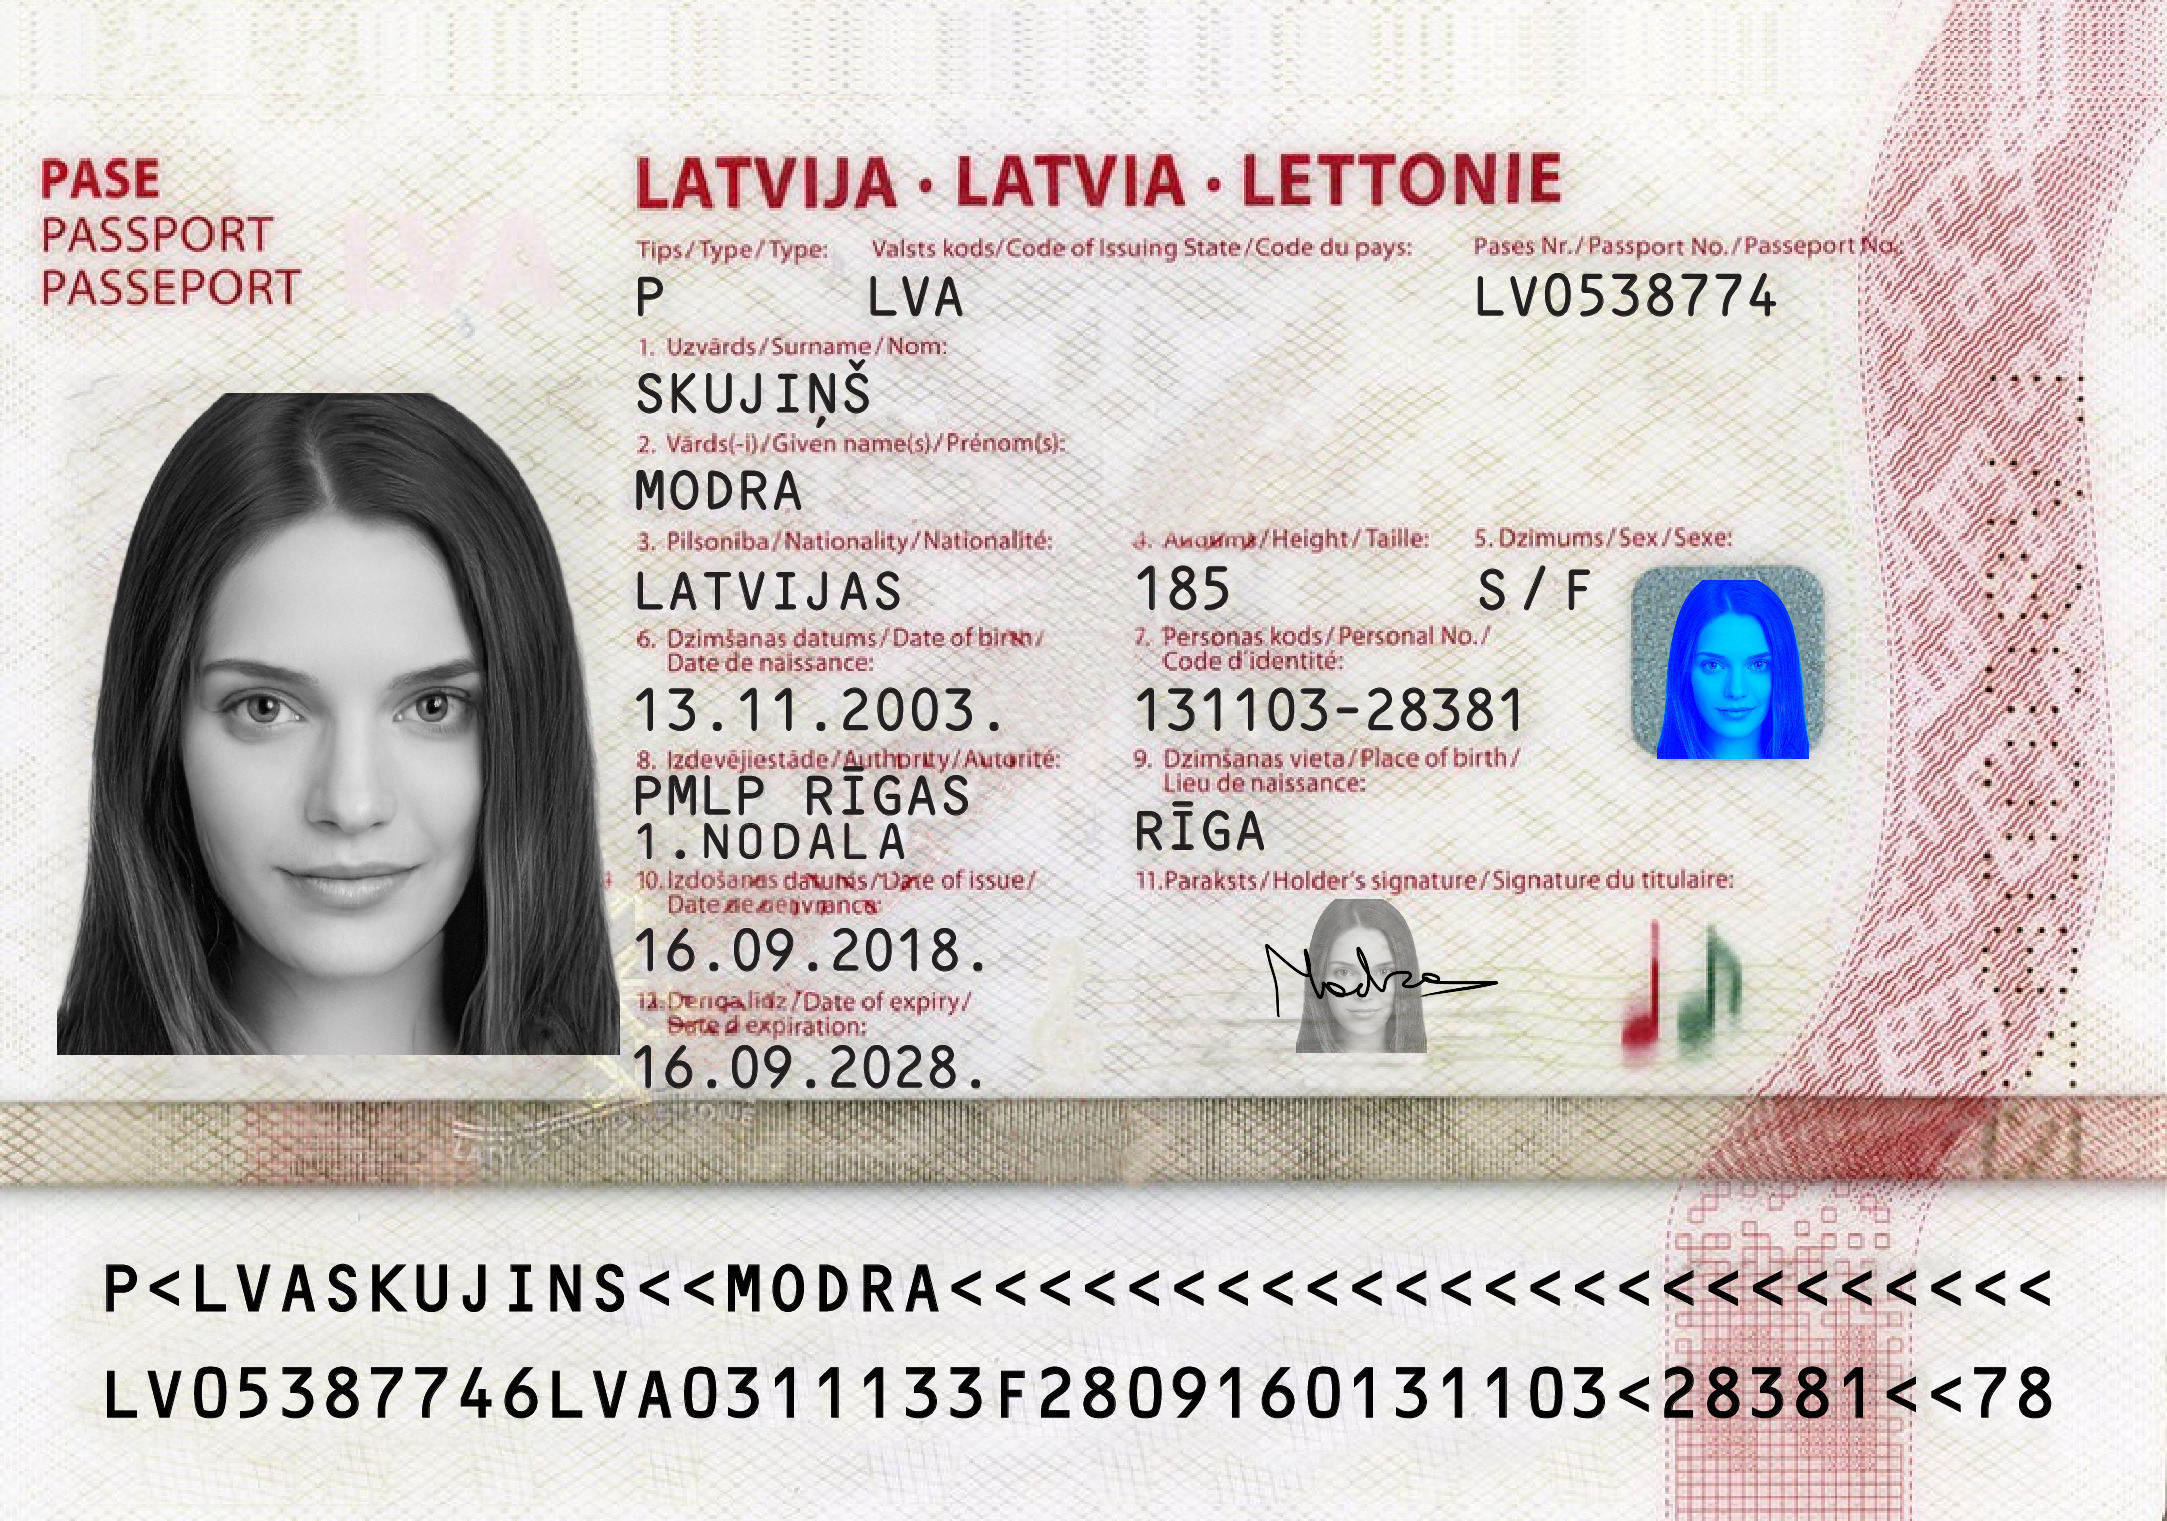 PASE
PASSPORT
PASSEPORT
LATVIJA · LATVIA · LETTONIE
Tips/Type/Type: Valsts kods/Code of Issuing State/Code du pays: Pases Nr./Passport No./Passeport No.:
P LVA LV0538774
LVA
1. Uzvārds/Surname/Nom:
SKUJIŅŠ
2. Vārds(-i)/Given name(s)/Prénom(s):
MODRA
3. Pilsonība/Nationality/Nationalité: 4. Augums/Height/Taille: 5. Dzimums/Sex/Sexe:
LATVIJAS 185 S/F
6. Dzimšanas datums/Date of birth/ 7. Personas kods/Personal No./
Date de naissance: Code d'identité:
13.11.2003. 131103-28381
8. Izdevējiestāde/Authority/Autorité: 9. Dzimšanas vieta/Place of birth/
Lieu de naissance:
PMLP RĪGAS
1.NODALA
RĪGA
10. Izdošanas datums/Date of issue/ 11. Paraksts/Holder's signature/Signature du titulaire:
Date de
16.09.2018.
Modra
12. Derīga līdz/Date of expiry/
Date d'expiration:
16.09.2028.
P<LVASKUJINS<<MODRA<<<<<<<<<<<<<<<<<<<<<<<<<
LV05387746LVA0311133F2809160131103<28381<<78